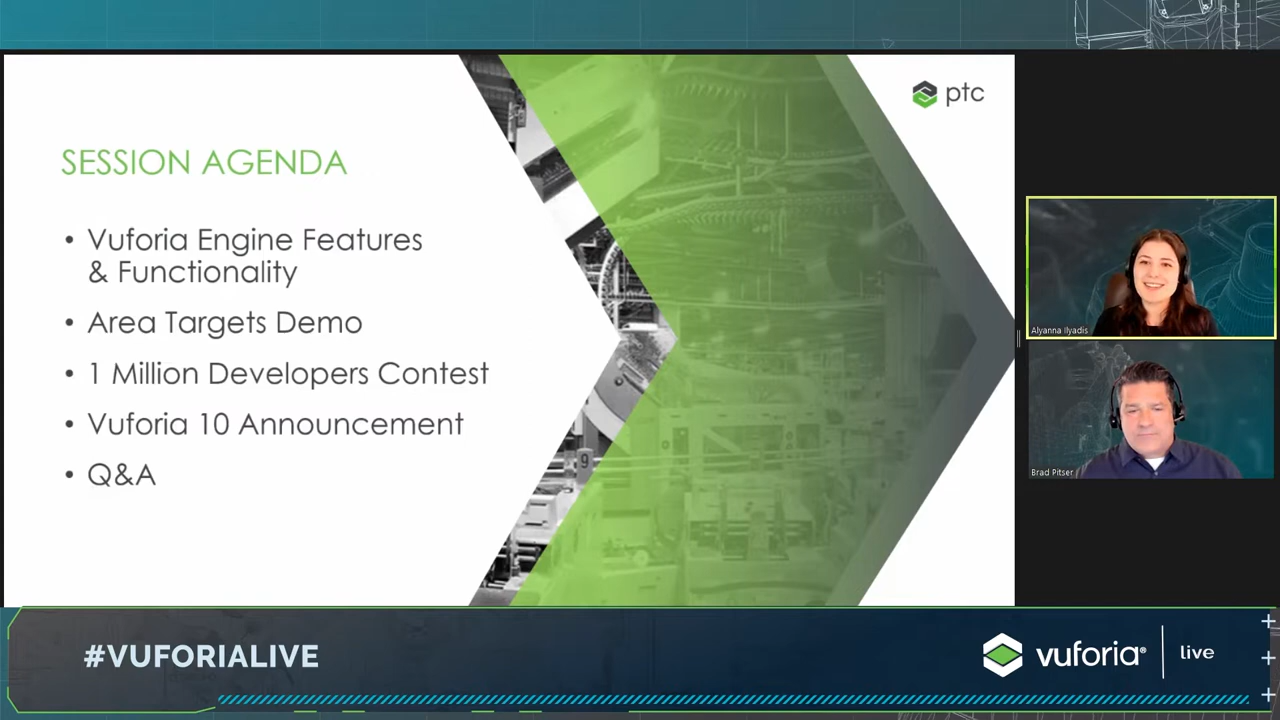 ptc
SESSION AGENDA
• Vuforia Engine Features
& Functionality
• Area Targets Demo
• 1 Million Developers Contest
• Vuforia 10 Announcement
• Q&A
9
Alyanna Ilyadis
Brad Pitser
#VUFORIALIVE
vuforia® | live